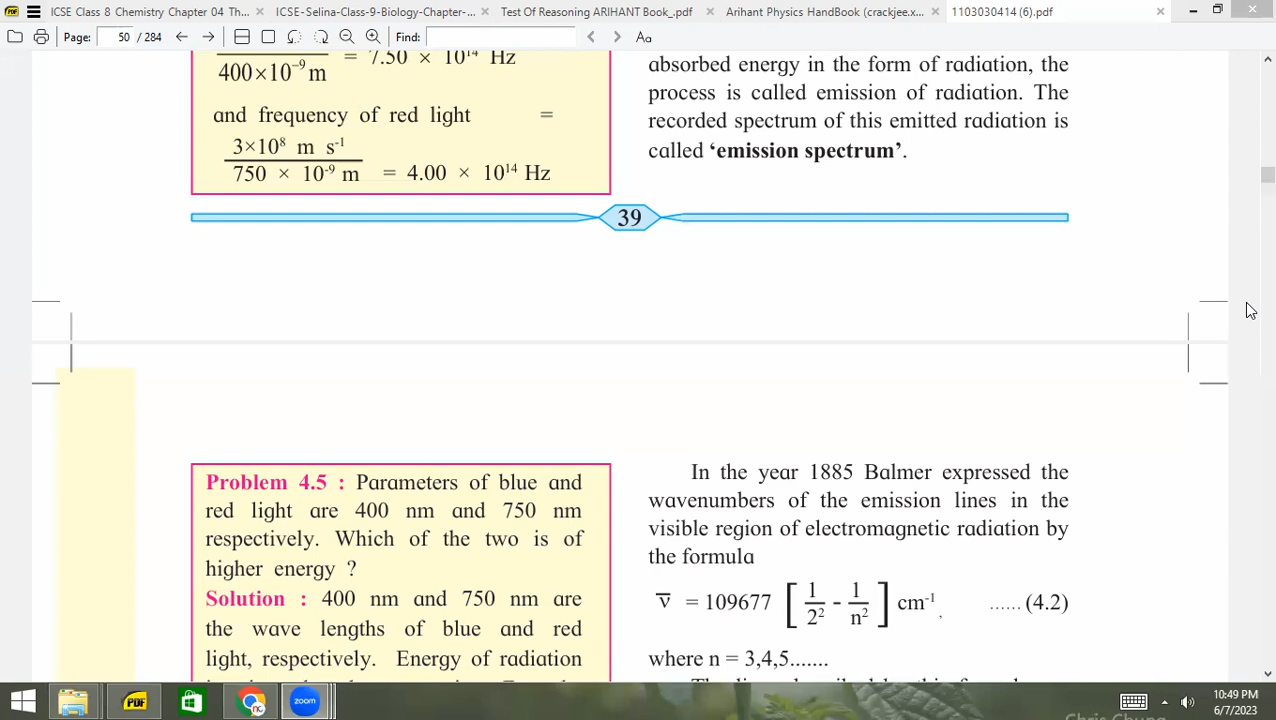 ICSE Class 8 Chemistry Chapter 04 Th...
ICSE-Selina-Class-9-Biology-Chapter-...
Test Of Reasoning ARIHANT Book_.pdf
Arihant Physics HandBook (crackjee.x...
1103030414 (6).pdf
Page: 50 / 284
Find:
Aa
400×10⁻⁹ m = 7.50 × 10¹⁴ Hz
and frequency of red light =
3×10⁸ m s⁻¹
750 × 10⁻⁹ m = 4.00 × 10¹⁴ Hz
absorbed energy in the form of radiation, the
process is called emission of radiation. The
recorded spectrum of this emitted radiation is
called ‘emission spectrum’.
39
Problem 4.5 : Parameters of blue and
red light are 400 nm and 750 nm
respectively. Which of the two is of
higher energy ?
Solution : 400 nm and 750 nm are
the wave lengths of blue and red
light, respectively. Energy of radiation
In the year 1885 Balmer expressed the
wavenumbers of the emission lines in the
visible region of electromagnetic radiation by
the formula
ν̅ = 109677 [ 1/2² - 1/n² ] cm⁻¹, ...... (4.2)
where n = 3,4,5.......
PDF
zoom
10:49 PM
6/7/2023